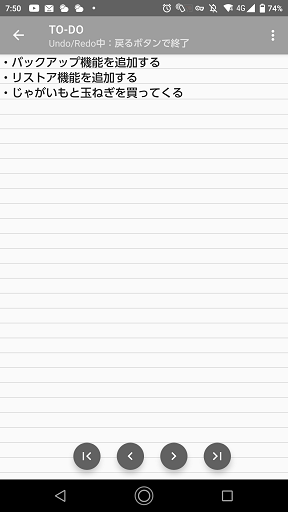 7:50
4G
74%
TO-DO
Undo/Redo中：戻るボタンで終了
・バックアップ機能を追加する
・リストア機能を追加する
・じゃがいもと玉ねぎを買ってくる